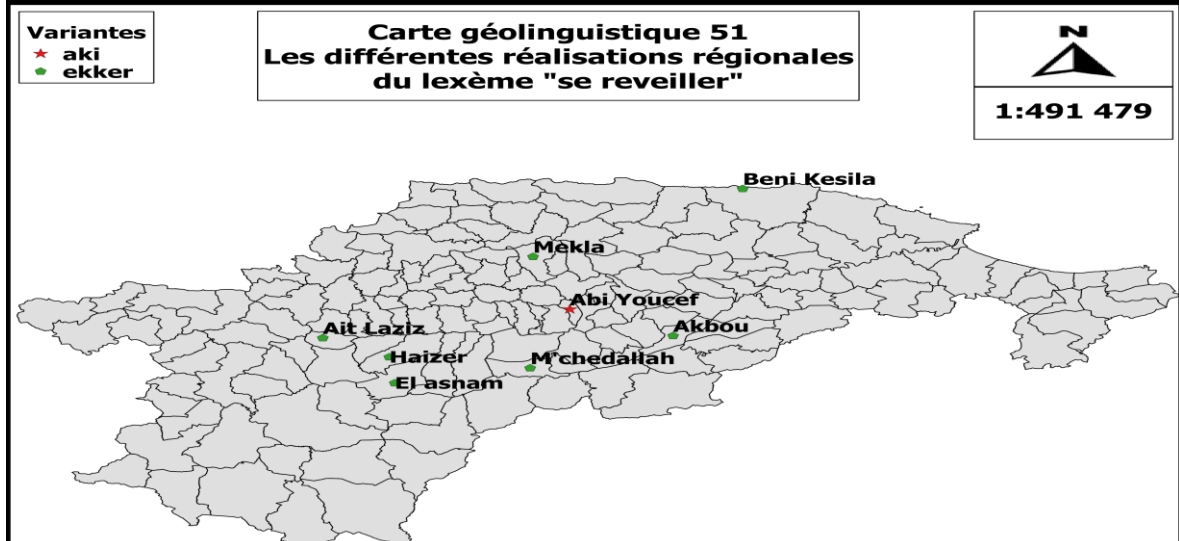 Variantes
aki
ekker
Carte géolinguistique 51
Les différentes réalisations régionales
du lexème "se reveiller"
N
1:491 479
Beni Kesila
Mekla
Abi Youcef
Ait Laziz
Akbou
Haizer
M'chedallah
El asnam